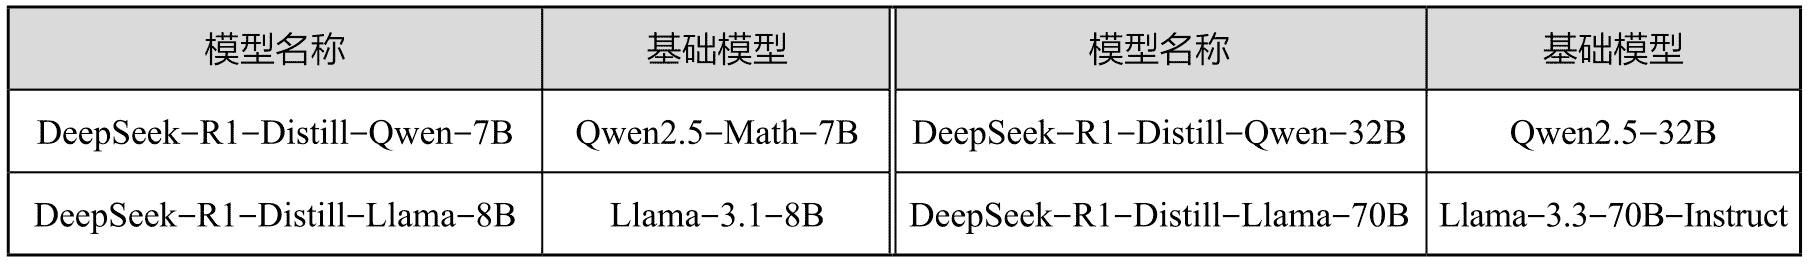 模型名称 基础模型 模型名称 基础模型
DeepSeek-R1-Distill-Qwen-7B Qwen2.5-Math-7B DeepSeek-R1-Distill-Qwen-32B Qwen2.5-32B
DeepSeek-R1-Distill-Llama-8B Llama-3.1-8B DeepSeek-R1-Distill-Llama-70B Llama-3.3-70B-Instruct